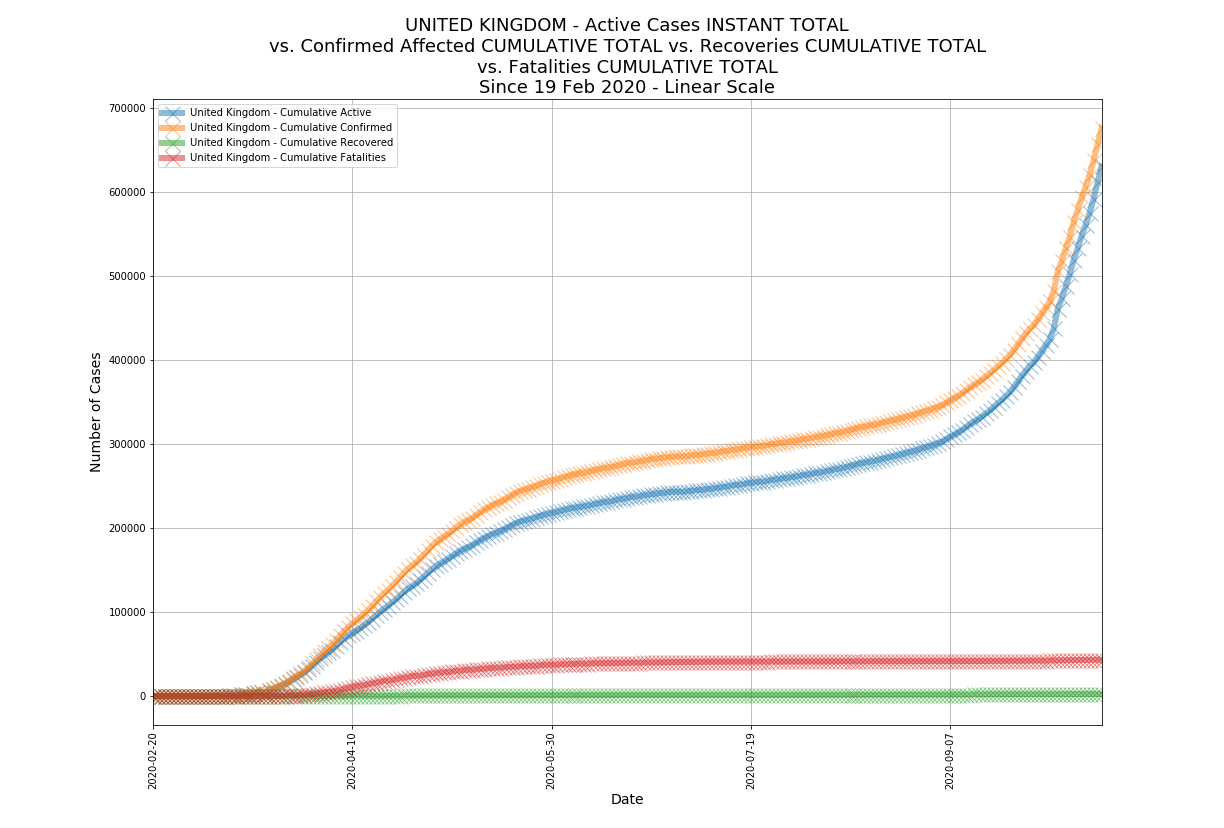 UNITED KINGDOM - Active Cases INSTANT TOTAL
vs. Confirmed Affected CUMULATIVE TOTAL vs. Recoveries CUMULATIVE TOTAL
vs. Fatalities CUMULATIVE TOTAL
Since 19 Feb 2020 - Linear Scale
United Kingdom - Cumulative Active
United Kingdom - Cumulative Confirmed
United Kingdom - Cumulative Recovered
United Kingdom - Cumulative Fatalities
Number of Cases
700000
600000
500000
400000
300000
200000
100000
0
2020-02-20
2020-04-10
2020-05-30
2020-07-19
2020-09-07
Date